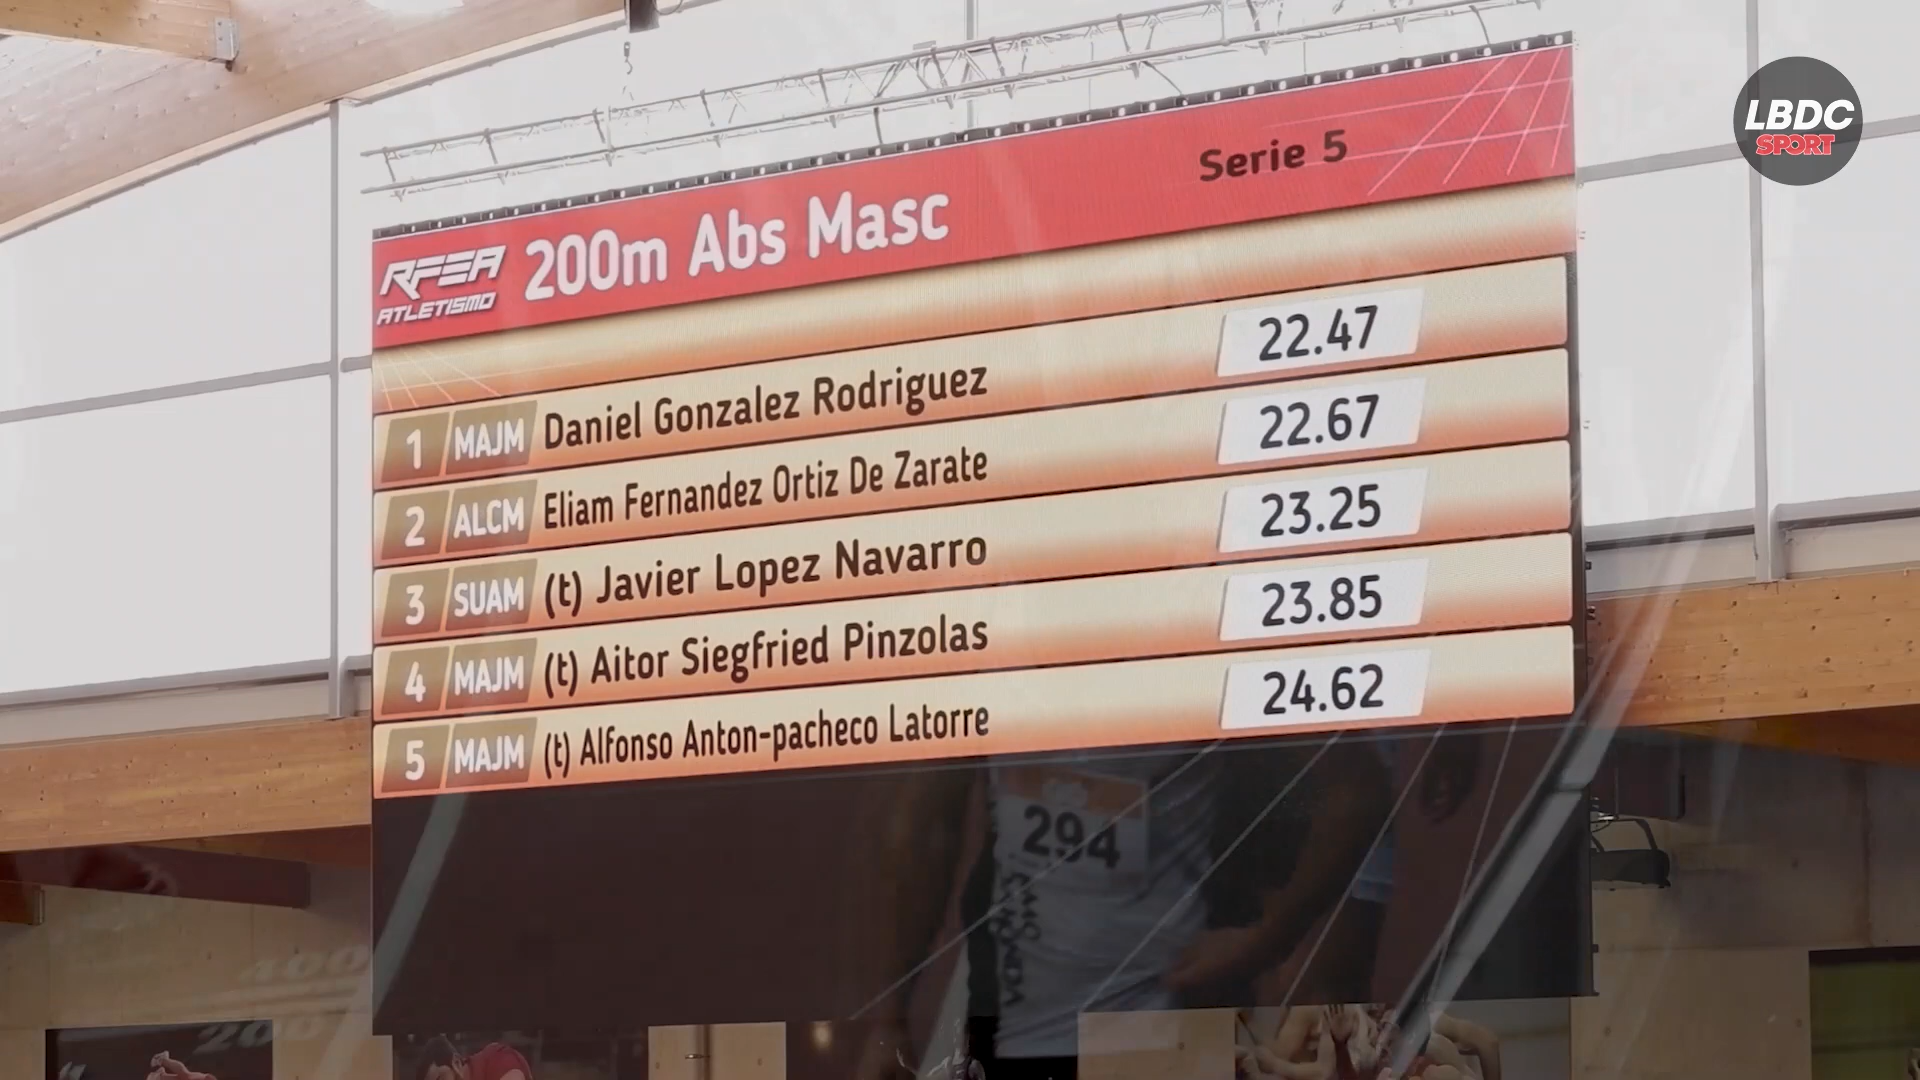 LBDC
SPORT
RFEA
ATLETISMO
200m Abs Masc
Serie 5
1 MAJM Daniel Gonzalez Rodriguez 22.47
2 ALCM Eliam Fernandez Ortiz De Zarate 22.67
3 SUAM (t) Javier Lopez Navarro 23.25
4 MAJM (t) Aitor Siegfried Pinzolas 23.85
5 MAJM (t) Alfonso Anton-pacheco Latorre 24.62
294
400
200